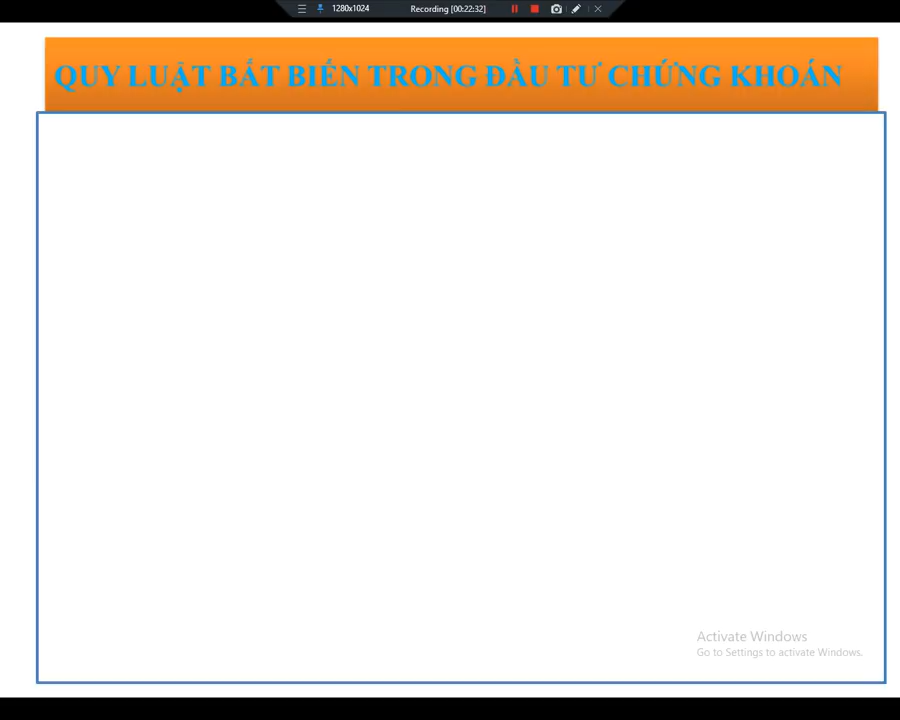 1280x1024
Recording [00:22:32]
QUY LUẬT BẤT BIẾN TRONG ĐẦU TƯ CHỨNG KHOÁN
Activate Windows
Go to Settings to activate Windows.